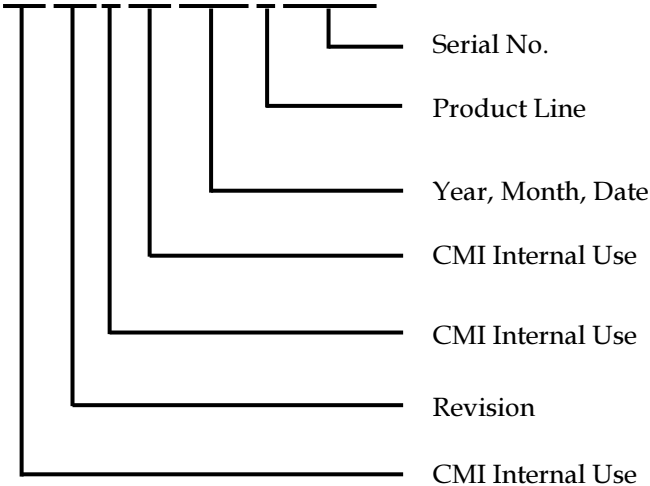 Serial No.
Product Line
Year, Month, Date
CMI Internal Use
CMI Internal Use
Revision
CMI Internal Use